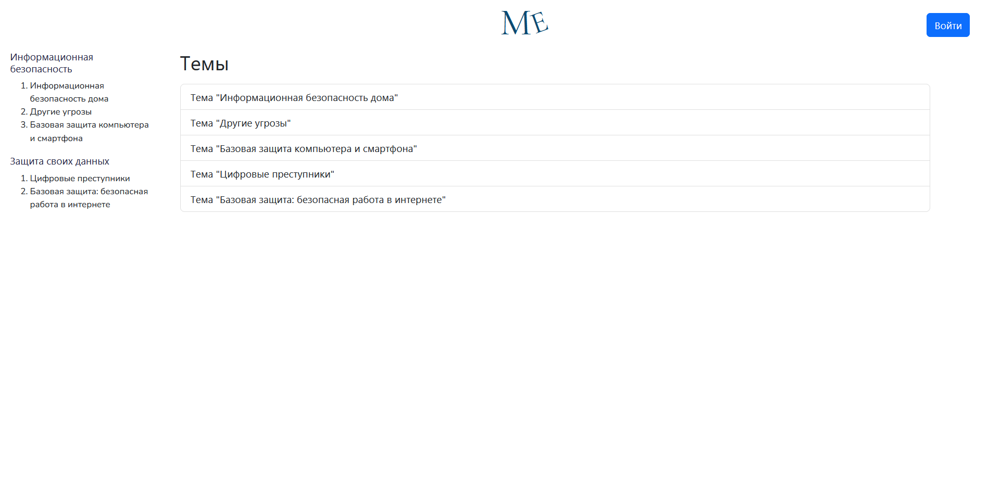 ME
Войти
Информационная
безопасность
1. Информационная
безопасность дома
2. Другие угрозы
3. Базовая защита компьютера
и смартфона
Защита своих данных
1. Цифровые преступники
2. Базовая защита: безопасная
работа в интернете
Темы
Тема "Информационная безопасность дома"
Тема "Другие угрозы"
Тема "Базовая защита компьютера и смартфона"
Тема "Цифровые преступники"
Тема "Базовая защита: безопасная работа в интернете"